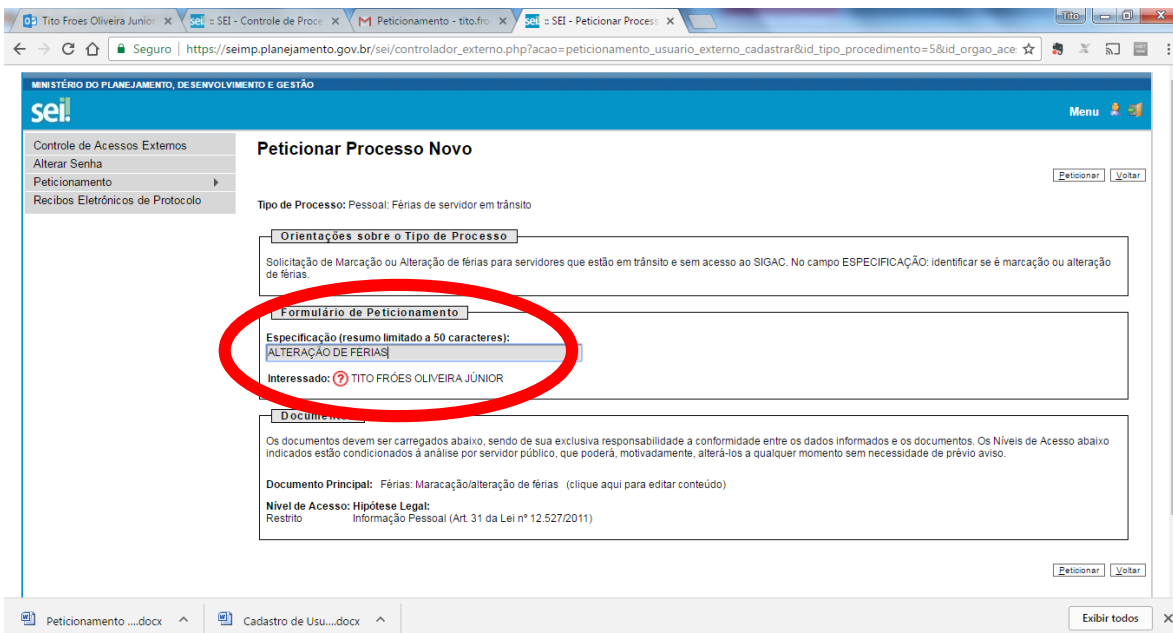 Tito Froes Oliveira Junior
sei. :: SEI - Controle de Proce
Peticionamento - tito.fro
sei. :: SEI - Peticionar Process
Tito
Seguro | https://seimp.planejamento.gov.br/sei/controlador_externo.php?acao=peticionamento_usuario_externo_cadastrar&id_tipo_procedimento=5&id_orgao_ace
MINISTÉRIO DO PLANEJAMENTO, DESENVOLVIMENTO E GESTÃO
sei!
Menu
Controle de Acessos Externos
Alterar Senha
Peticionamento
Recibos Eletrônicos de Protocolo
Peticionar Processo Novo
Peticionar Voltar
Tipo de Processo: Pessoal: Férias de servidor em trânsito
Orientações sobre o Tipo de Processo
Solicitação de Marcação ou Alteração de férias para servidores que estão em trânsito e sem acesso ao SIGAC. No campo ESPECIFICAÇÃO: identificar se é marcação ou alteração
de férias.
Formulário de Peticionamento
Especificação (resumo limitado a 50 caracteres):
ALTERAÇÃO DE FÉRIAS
Interessado: ? TITO FRÓES OLIVEIRA JÚNIOR
Documento
Os documentos devem ser carregados abaixo, sendo de sua exclusiva responsabilidade a conformidade entre os dados informados e os documentos. Os Níveis de Acesso abaixo
indicados estão condicionados à análise por servidor público, que poderá, motivadamente, alterá-los a qualquer momento sem necessidade de prévio aviso.
Documento Principal: Férias: Maracação/alteração de férias (clique aqui para editar conteúdo)
Nível de Acesso: Hipótese Legal:
Restrito Informação Pessoal (Art. 31 da Lei nº 12.527/2011)
Peticionar Voltar
Peticionamento ....docx
Cadastro de Usu....docx
Exibir todos